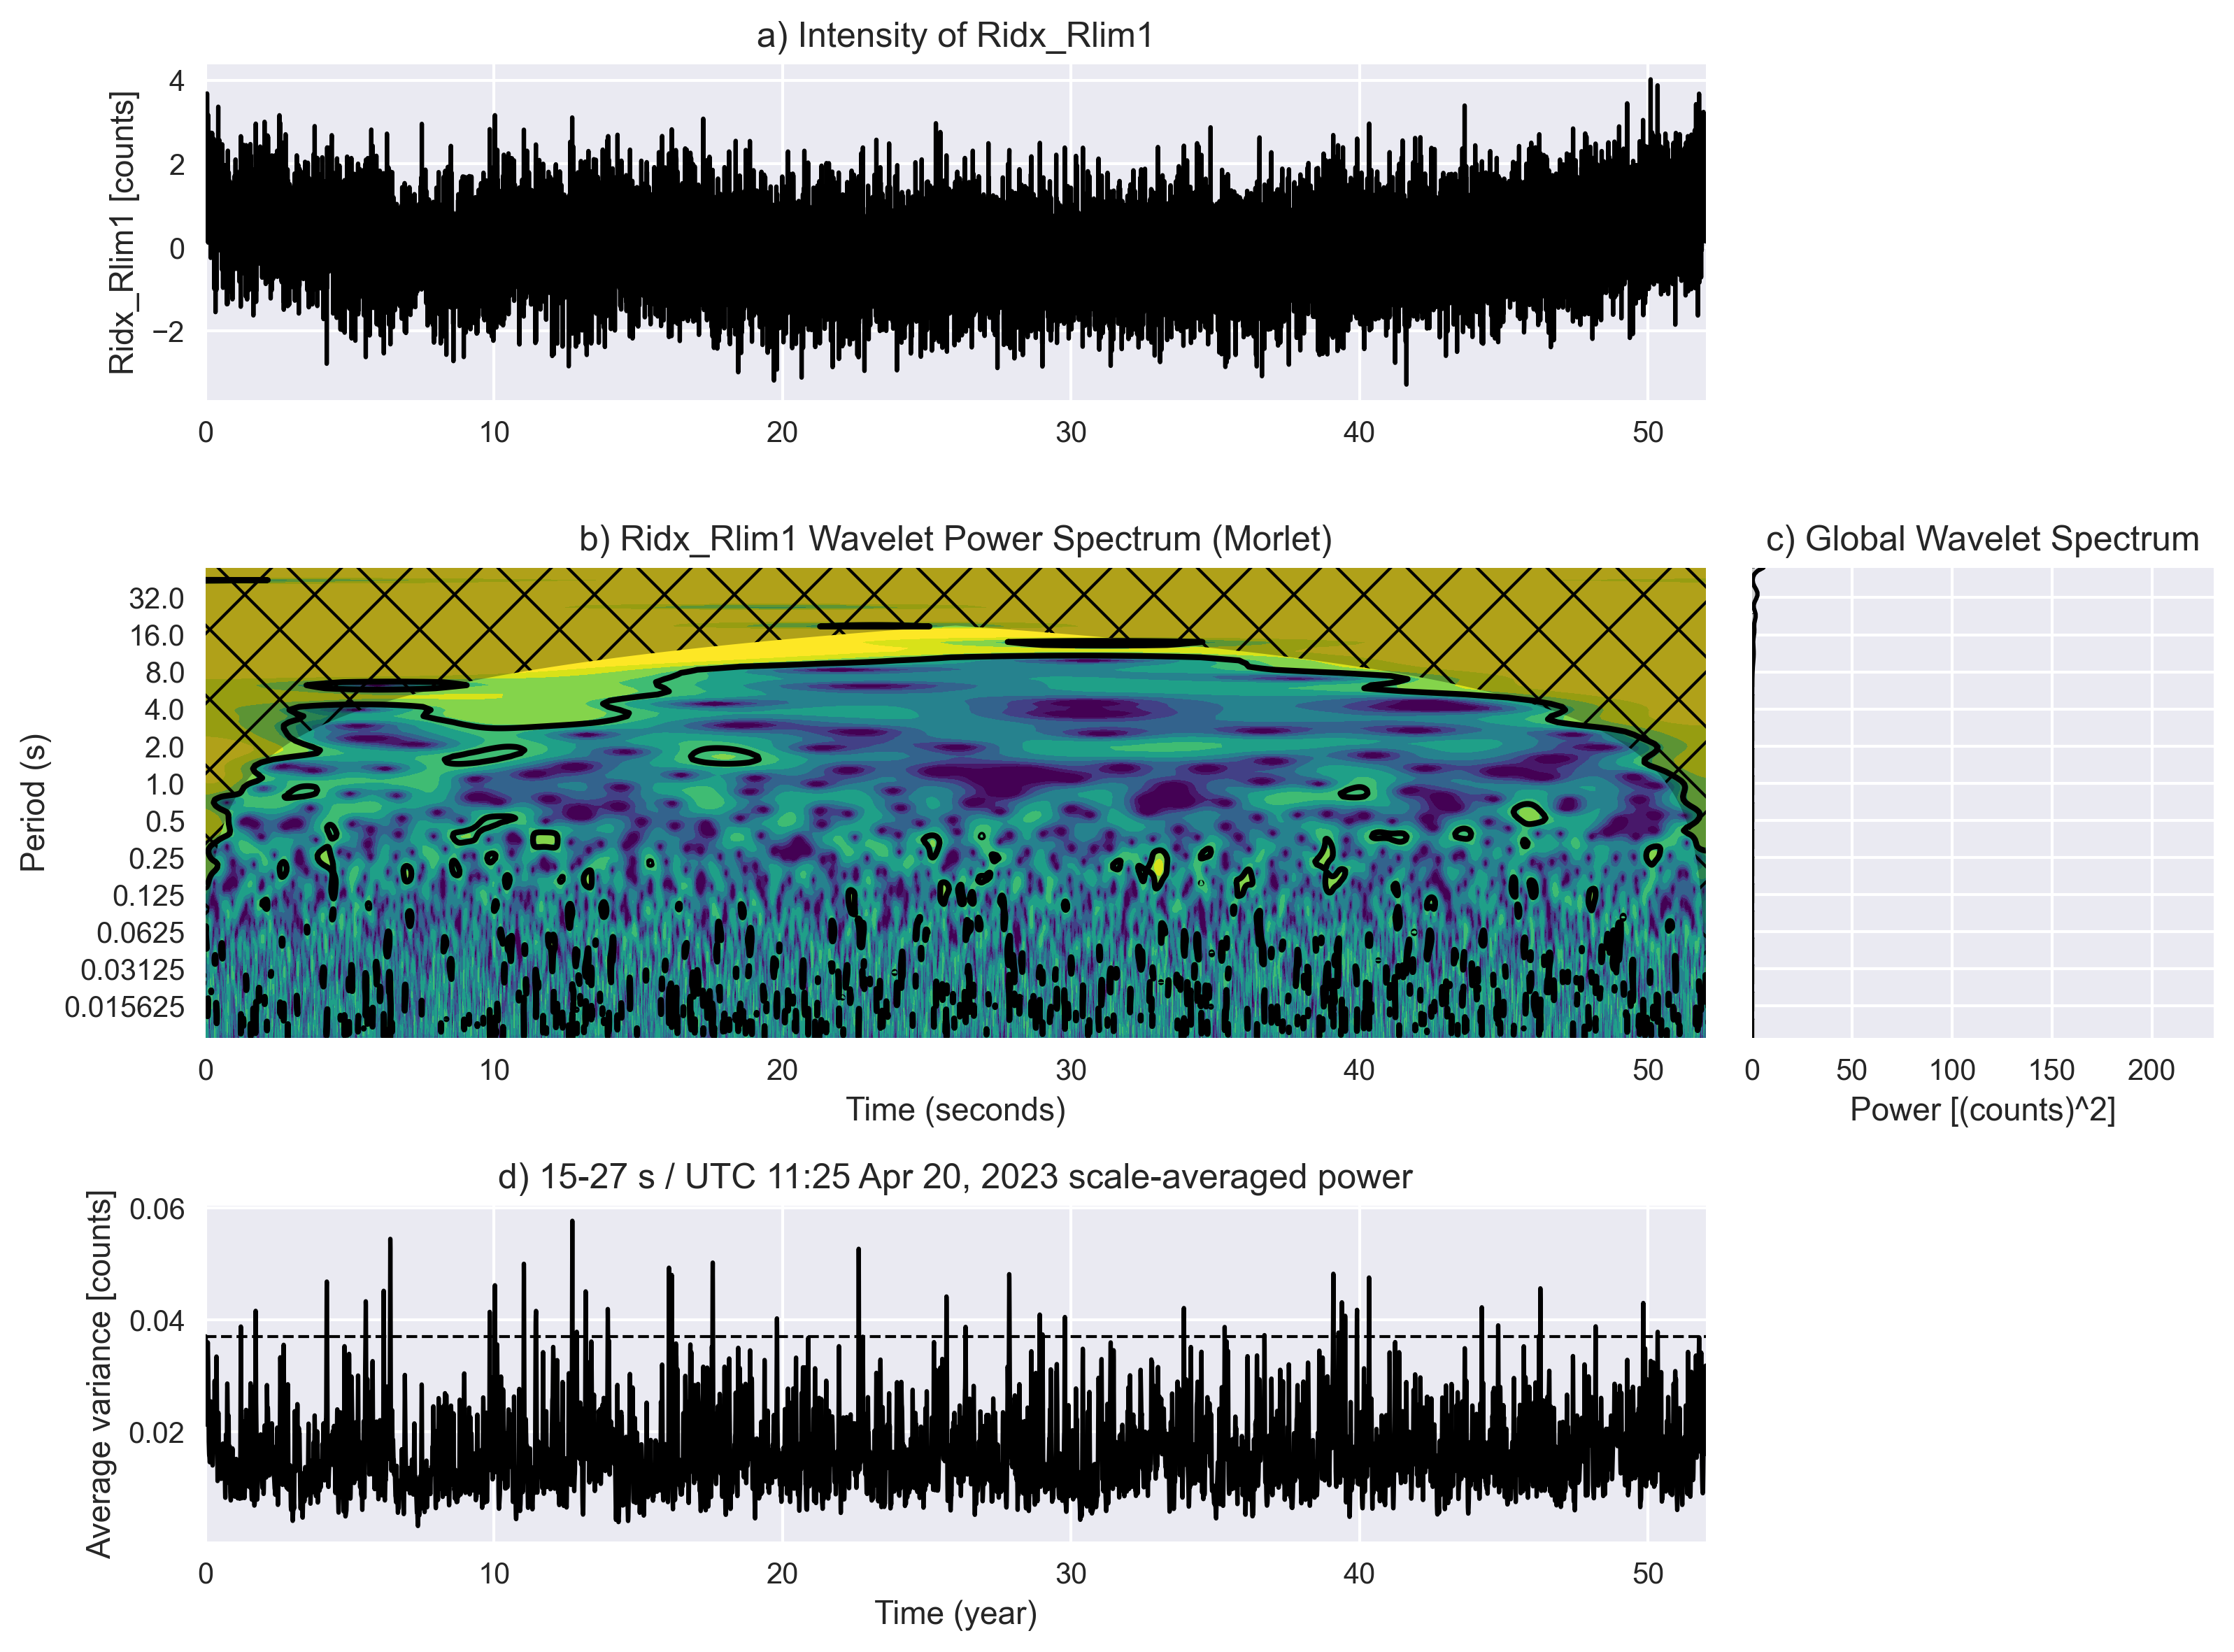 a) Intensity of Ridx_Rlim1
Ridx_Rlim1 [counts]
4
2
0
−2
0 10 20 30 40 50
b) Ridx_Rlim1 Wavelet Power Spectrum (Morlet)
Period (s)
32.0
16.0
8.0
4.0
2.0
1.0
0.5
0.25
0.125
0.0625
0.03125
0.015625
0 10 20 30 40 50
Time (seconds)
c) Global Wavelet Spectrum
0 50 100 150 200
Power [(counts)^2]
d) 15-27 s / UTC 11:25 Apr 20, 2023 scale-averaged power
Average variance [counts]
0.06
0.04
0.02
0 10 20 30 40 50
Time (year)